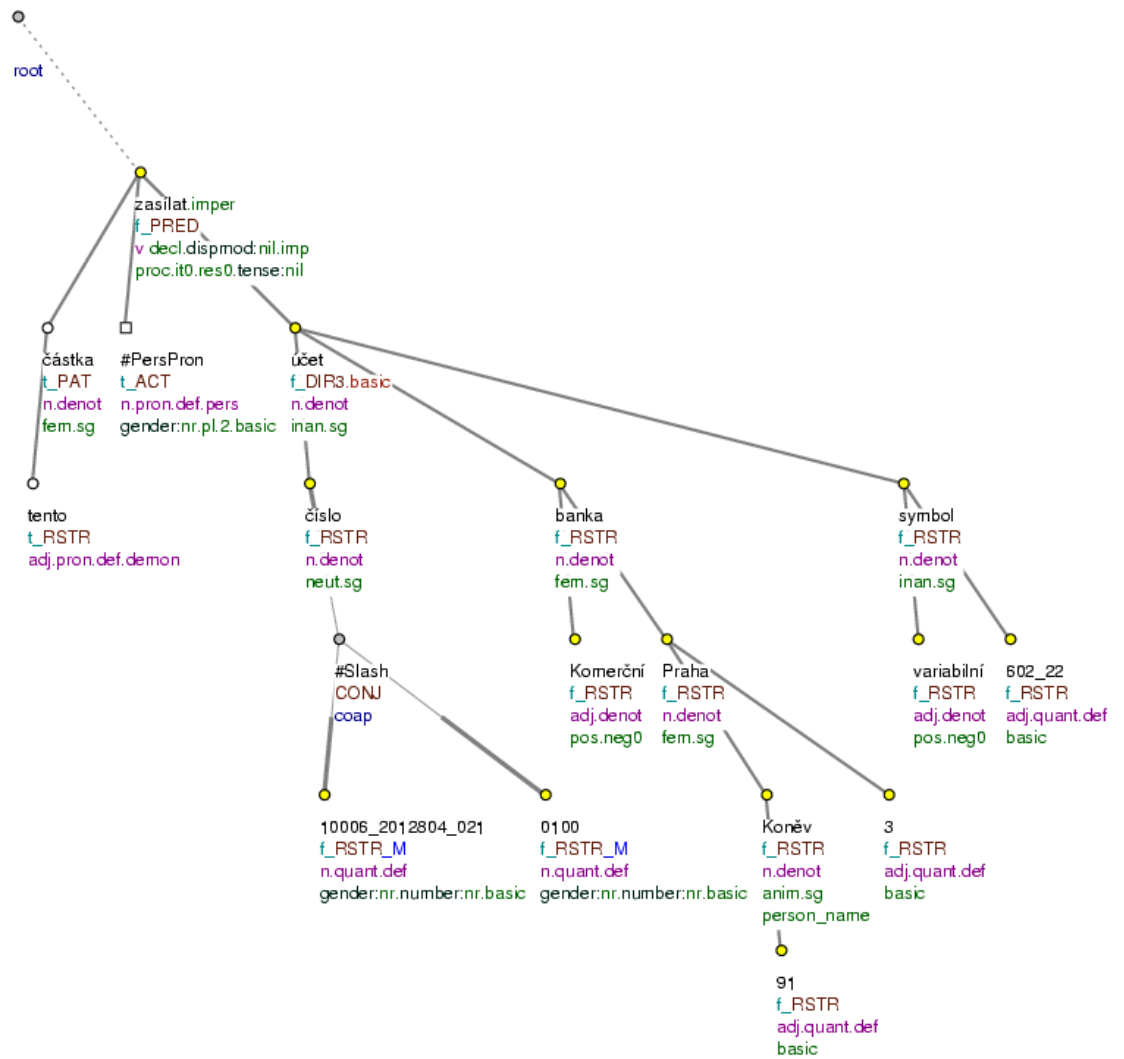 root
zasílat.imper
f_PRED
v decl.dispmod:nil.imp
proc.it0.res0.tense:nil
částka
t_PAT
n.denot
fem.sg
#PersPron
t_ACT
n.pron.def.pers
gender:nr.pl.2.basic
účet
f_DIR3.basic
n.denot
inan.sg
tento
t_RSTR
adj.pron.def.demon
číslo
f_RSTR
n.denot
neut.sg
banka
f_RSTR
n.denot
fem.sg
symbol
f_RSTR
n.denot
inan.sg
#Slash
CONJ
coap
Komerční
f_RSTR
adj.denot
pos.neg0
Praha
f_RSTR
n.denot
fem.sg
variabilní
f_RSTR
adj.denot
pos.neg0
602_22
f_RSTR
adj.quant.def
basic
10006_2012804_021
f_RSTR_M
n.quant.def
gender:nr.number:nr.basic
0100
f_RSTR_M
n.quant.def
gender:nr.number:nr.basic
Koněv
f_RSTR
n.denot
anim.sg
person_name
3
f_RSTR
adj.quant.def
basic
91
f_RSTR
adj.quant.def
basic